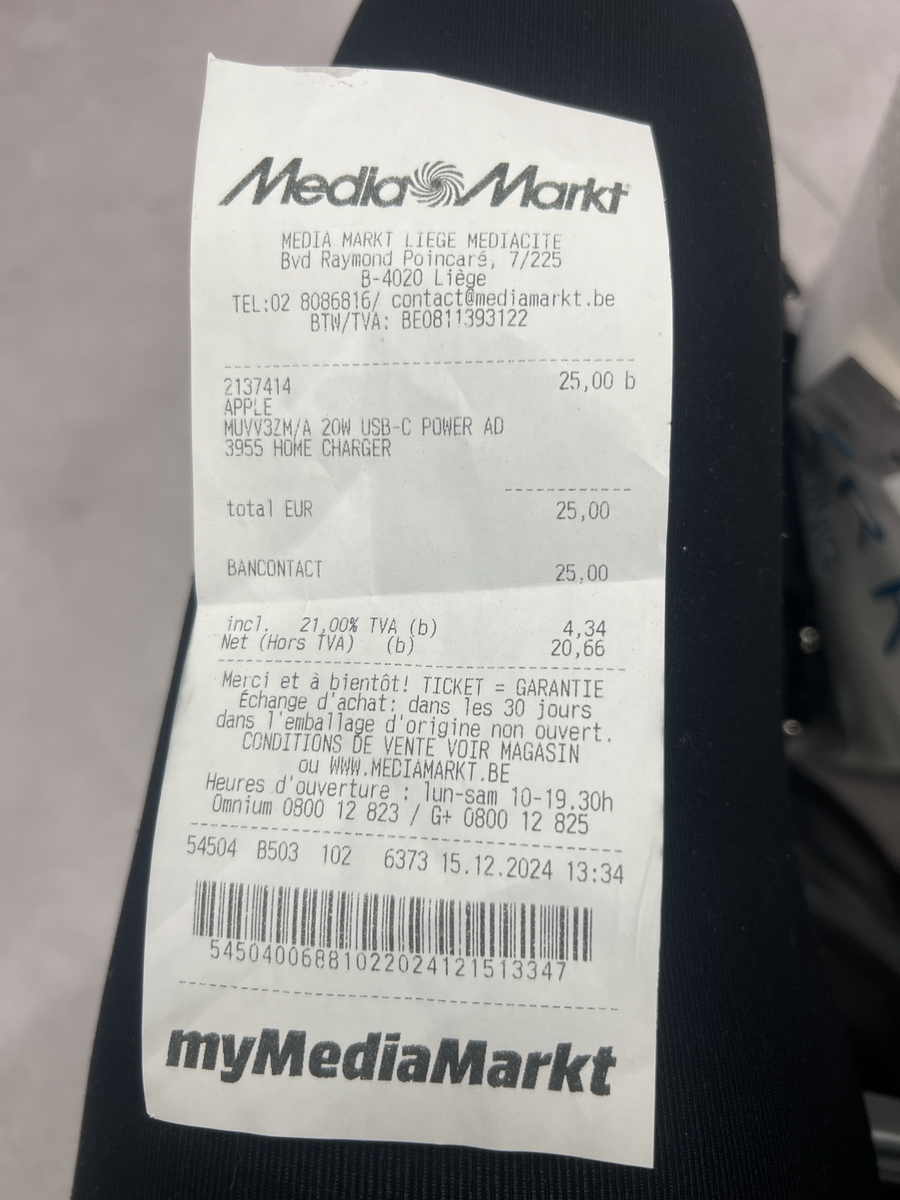 Media Markt
MEDIA MARKT LIEGE MEDIACITE
Bvd Raymond Poincaré, 7/225
B-4020 Liège
TEL:02 8086816/ contact@mediamarkt.be
BTW/TVA: BE0811393122
2137414 25,00 b
APPLE
MUVV3ZM/A 20W USB-C POWER AD
3955 HOME CHARGER
total EUR 25,00
BANCONTACT 25,00
incl. 21,00% TVA (b) 4,34
Net (Hors TVA) (b) 20,66
Merci et à bientôt! TICKET = GARANTIE
Échange d'achat: dans les 30 jours
dans l'emballage d'origine non ouvert.
CONDITIONS DE VENTE VOIR MAGASIN
ou WWW.MEDIAMARKT.BE
Heures d'ouverture : lun-sam 10-19.30h
Omnium 0800 12 823 / G+ 0800 12 825
54504 B503 102 6373 15.12.2024 13:34
5450400688102202412151​3347
myMediaMarkt